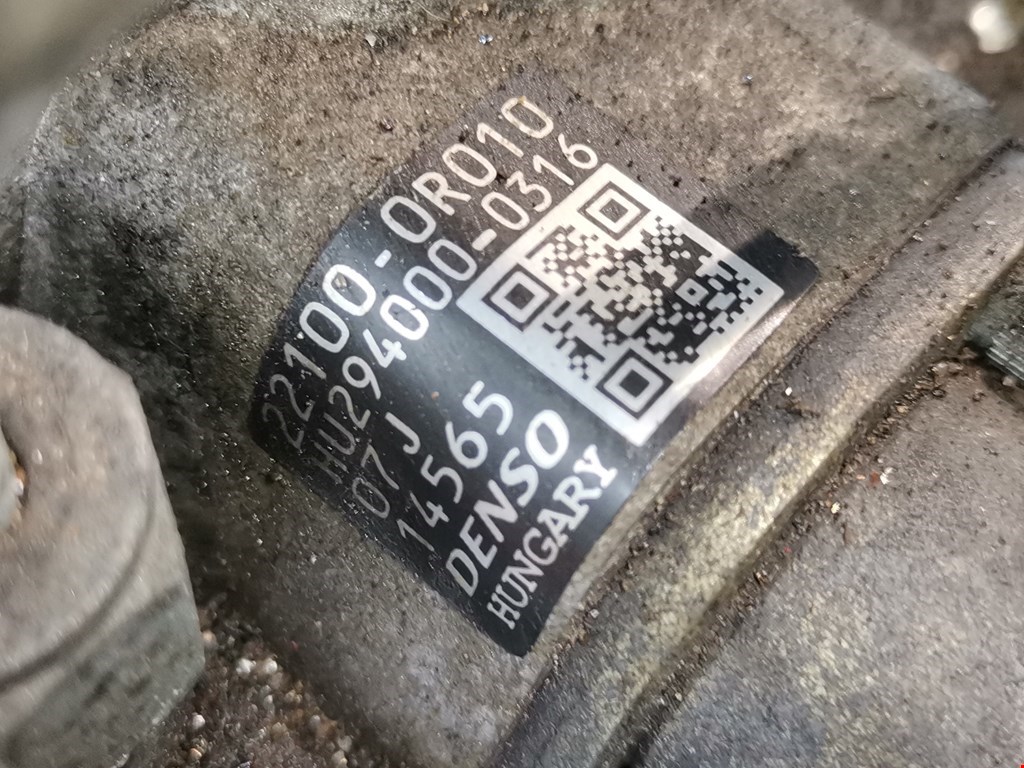 22100-0R010
HU294000-0316
07J
14565
DENSO
HUNGARY